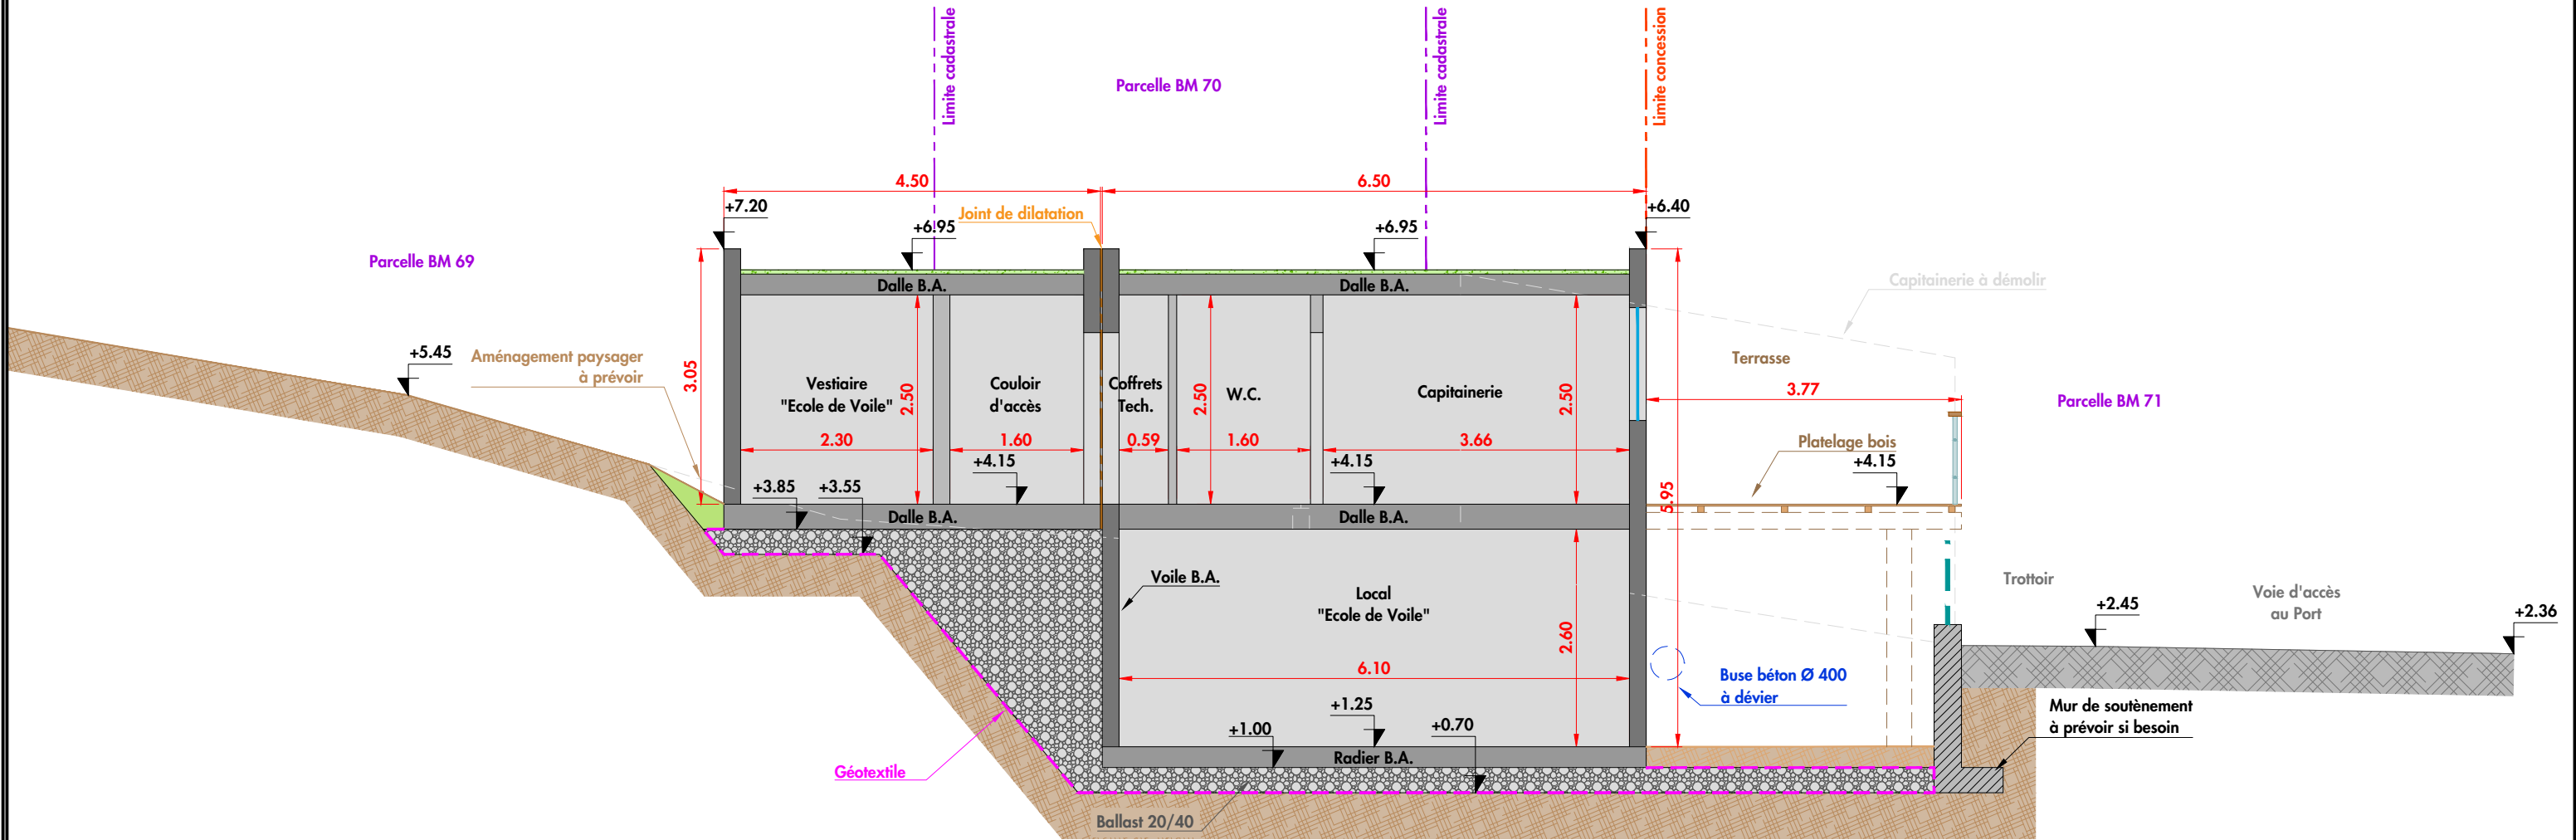 Limite cadastrale
Limite cadastrale
Limite concession
Parcelle BM 70
4.50
6.50
+7.20
Joint de dilatation
+6.95
+6.95
+6.40
Parcelle BM 69
Capitainerie à démolir
Dalle B.A.
Dalle B.A.
+5.45
Aménagement paysager
à prévoir
3.05
Vestiaire
"Ecole de Voile"
2.50
Couloir
d'accès
Coffrets
Tech.
2.50
W.C.
Capitainerie
2.50
Terrasse
3.77
Parcelle BM 71
2.30
1.60
0.59
1.60
3.66
Platelage bois
+4.15
+4.15
+4.15
+3.85
+3.55
5.95
Dalle B.A.
Dalle B.A.
Voile B.A.
Local
"Ecole de Voile"
2.60
Trottoir
Voie d'accès
au Port
+2.45
+2.36
6.10
Buse béton Ø 400
à dévier
Mur de soutènement
à prévoir si besoin
+1.25
+1.00
+0.70
Radier B.A.
Géotextile
Ballast 20/40